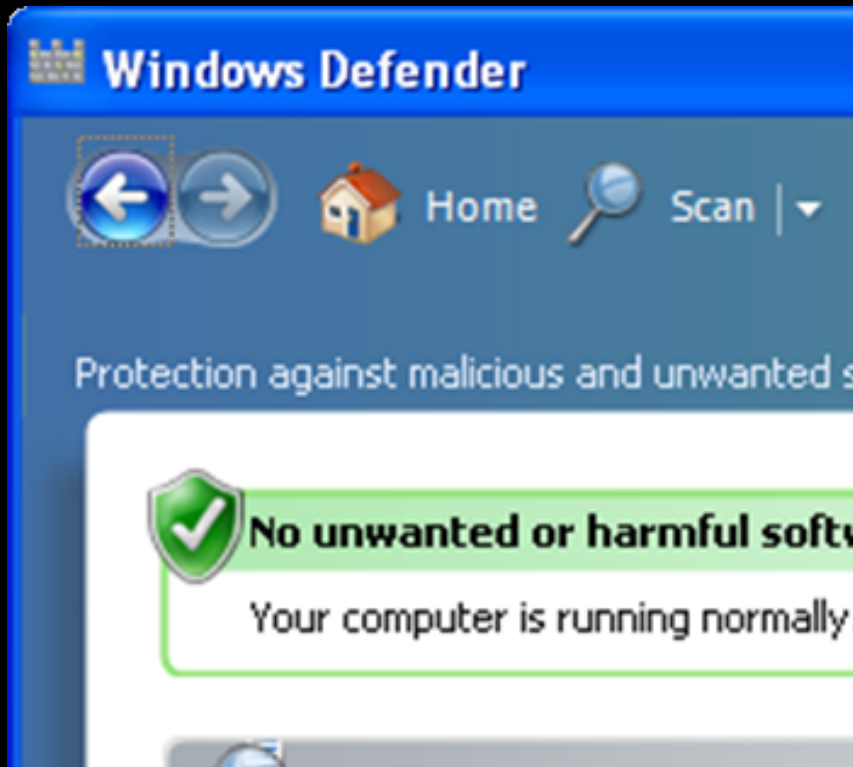 Windows Defender
Home Scan
Protection against malicious and unwanted
No unwanted or harmful
Your computer is running normally.